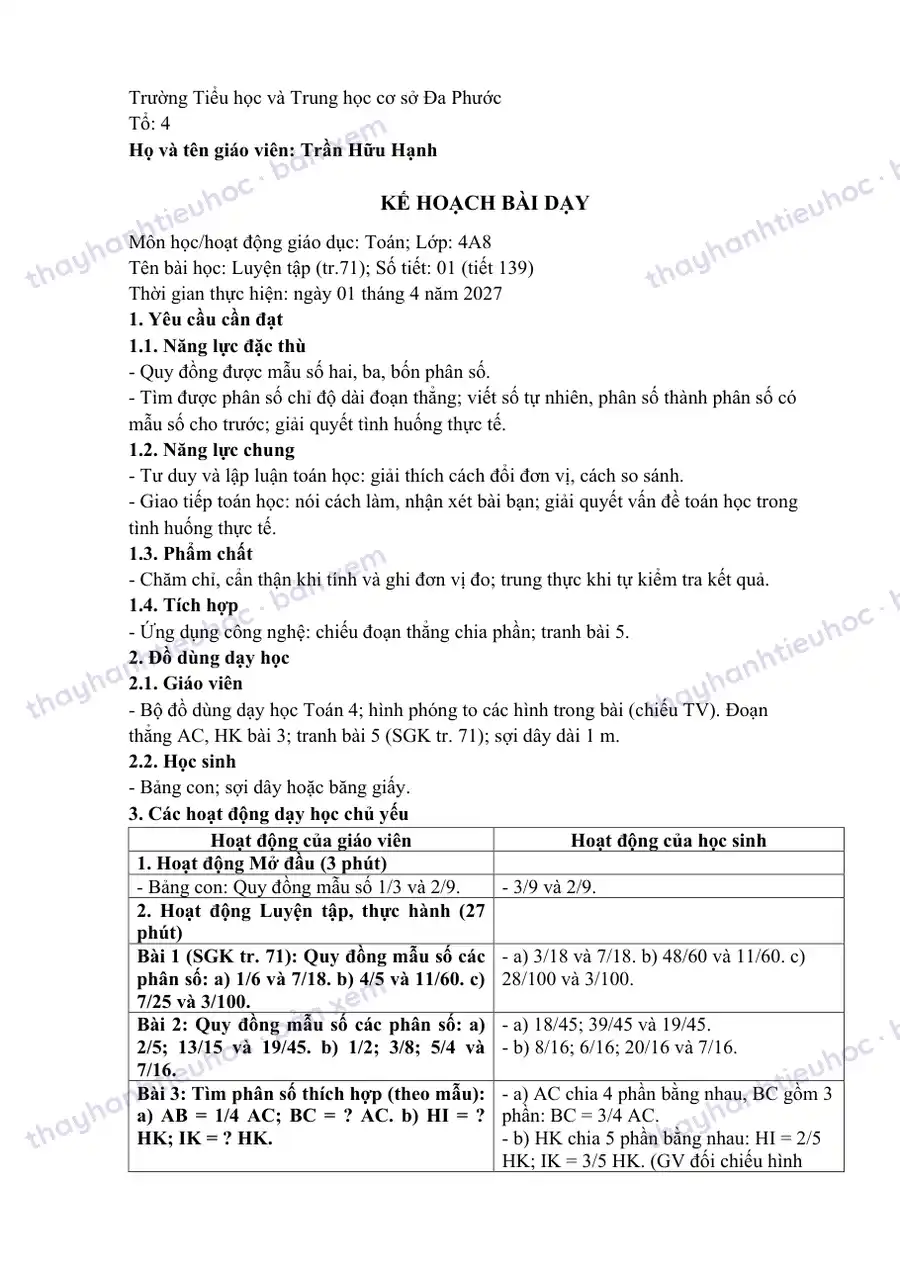 Trường Tiểu học và Trung học cơ sở Đa Phước
Tổ: 4
Họ và tên giáo viên: Trần Hữu Hạnh
KẾ HOẠCH BÀI DẠY
Môn học/hoạt động giáo dục: Toán; Lớp: 4A8
Tên bài học: Luyện tập (tr.71); Số tiết: 01 (tiết 139)
Thời gian thực hiện: ngày 01 tháng 4 năm 2027
1. Yêu cầu cần đạt
1.1. Năng lực đặc thù
- Quy đồng được mẫu số hai, ba, bốn phân số.
- Tìm được phân số chỉ độ dài đoạn thẳng; viết số tự nhiên, phân số thành phân số có
mẫu số cho trước; giải quyết tình huống thực tế.
1.2. Năng lực chung
- Tư duy và lập luận toán học: giải thích cách đổi đơn vị, cách so sánh.
- Giao tiếp toán học: nói cách làm, nhận xét bài bạn; giải quyết vấn đề toán học trong
tình huống thực tế.
1.3. Phẩm chất
- Chăm chỉ, cẩn thận khi tính và ghi đơn vị đo; trung thực khi tự kiểm tra kết quả.
1.4. Tích hợp
- Ứng dụng công nghệ: chiếu đoạn thẳng chia phần; tranh bài 5.
2. Đồ dùng dạy học
2.1. Giáo viên
- Bộ đồ dùng dạy học Toán 4; hình phóng to các hình trong bài (chiếu TV). Đoạn
thẳng AC, HK bài 3; tranh bài 5 (SGK tr. 71); sợi dây dài 1 m.
2.2. Học sinh
- Bảng con; sợi dây hoặc băng giấy.
3. Các hoạt động dạy học chủ yếu
Hoạt động của giáo viên
Hoạt động của học sinh
1. Hoạt động Mở đầu (3 phút)
- Bảng con: Quy đồng mẫu số 1/3 và 2/9.
- 3/9 và 2/9.
2. Hoạt động Luyện tập, thực hành (27
phút)
Bài 1 (SGK tr. 71): Quy đồng mẫu số các
phân số: a) 1/6 và 7/18. b) 4/5 và 11/60. c)
7/25 và 3/100.
- a) 3/18 và 7/18. b) 48/60 và 11/60. c)
28/100 và 3/100.
Bài 2: Quy đồng mẫu số các phân số: a)
2/5; 13/15 và 19/45. b) 1/2; 3/8; 5/4 và
7/16.
- a) 18/45; 39/45 và 19/45.
- b) 8/16; 6/16; 20/16 và 7/16.
Bài 3: Tìm phân số thích hợp (theo mẫu):
a) AB = 1/4 AC; BC = ? AC. b) HI = ?
HK; IK = ? HK.
- a) AC chia 4 phần bằng nhau, BC gồm 3
phần: BC = 3/4 AC.
- b) HK chia 5 phần bằng nhau: HI = 2/5
HK; IK = 3/5 HK. (GV đối chiếu hình
thayhanhtieuhoc · bản xem
thayhanhtieuhoc · b
thayhanhtieuhoc · bản xem
thayhanhtieuhoc · b
thayhanhtieuhoc · bản xem
thayhanhtieuhoc · b